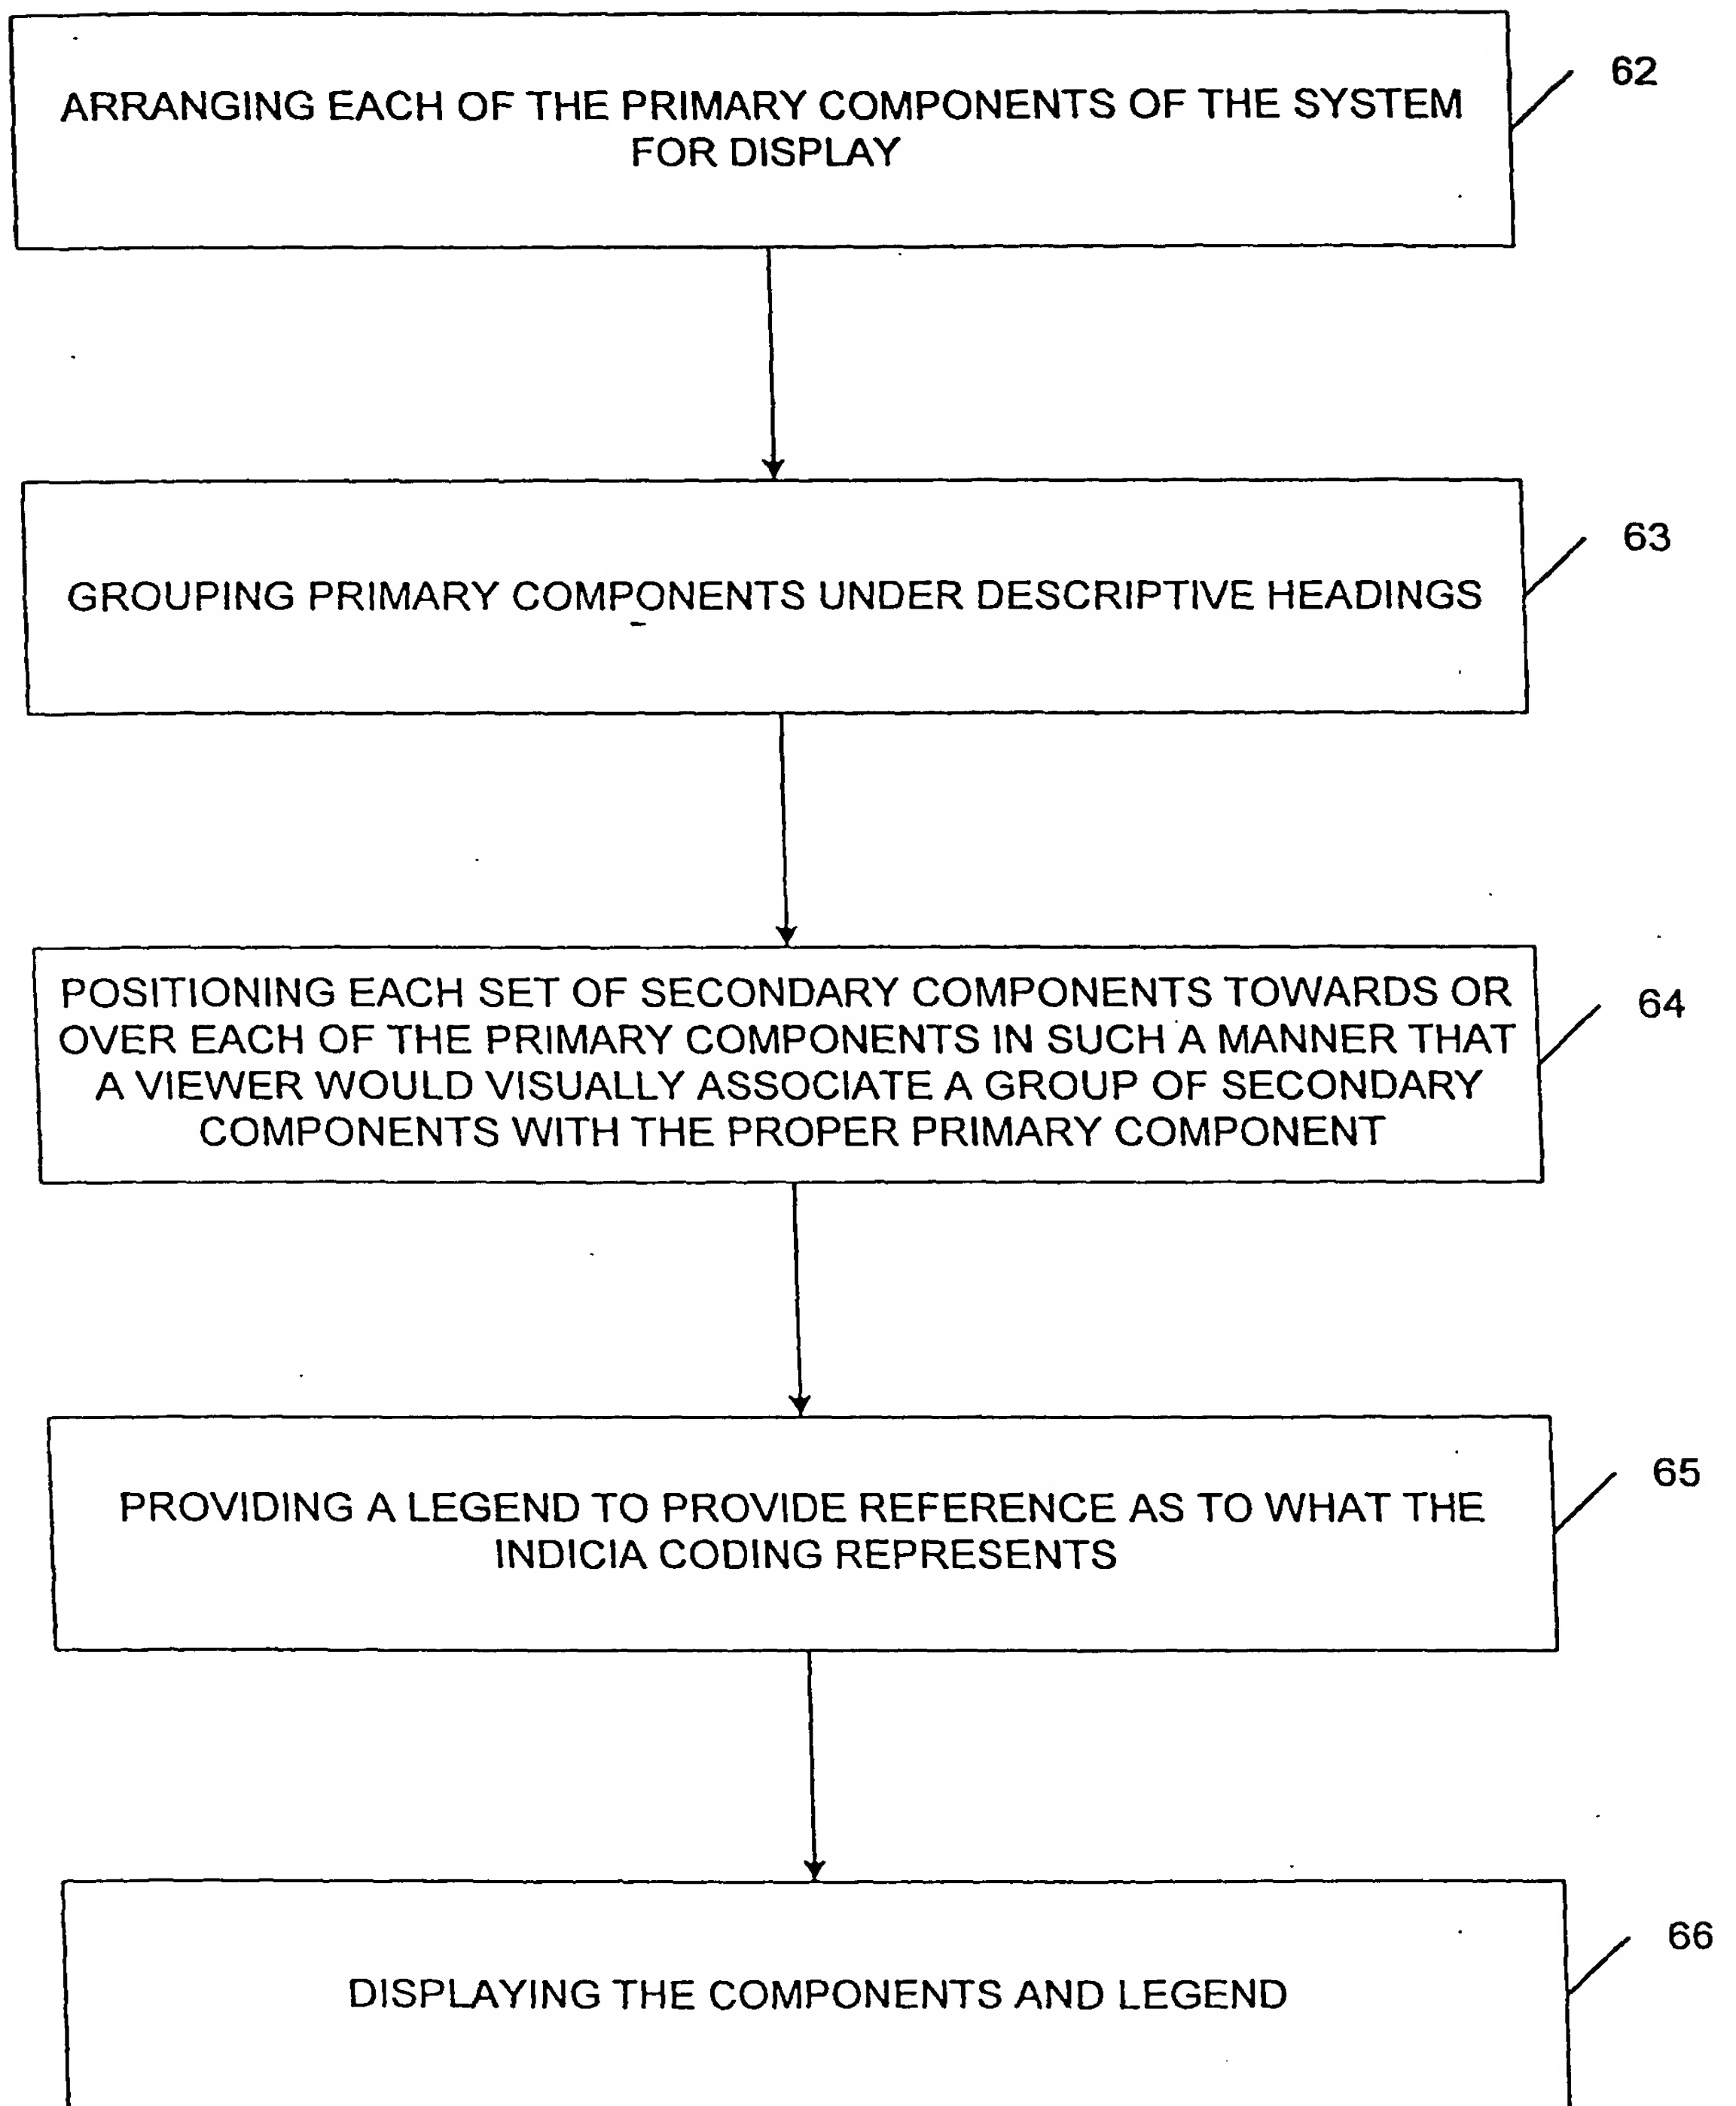 ARRANGING EACH OF THE PRIMARY COMPONENTS OF THE SYSTEM
FOR DISPLAY
62
GROUPING PRIMARY COMPONENTS UNDER DESCRIPTIVE HEADINGS
63
POSITIONING EACH SET OF SECONDARY COMPONENTS TOWARDS OR
OVER EACH OF THE PRIMARY COMPONENTS IN SUCH A MANNER THAT
A VIEWER WOULD VISUALLY ASSOCIATE A GROUP OF SECONDARY
COMPONENTS WITH THE PROPER PRIMARY COMPONENT
64
PROVIDING A LEGEND TO PROVIDE REFERENCE AS TO WHAT THE
INDICIA CODING REPRESENTS
65
DISPLAYING THE COMPONENTS AND LEGEND
66